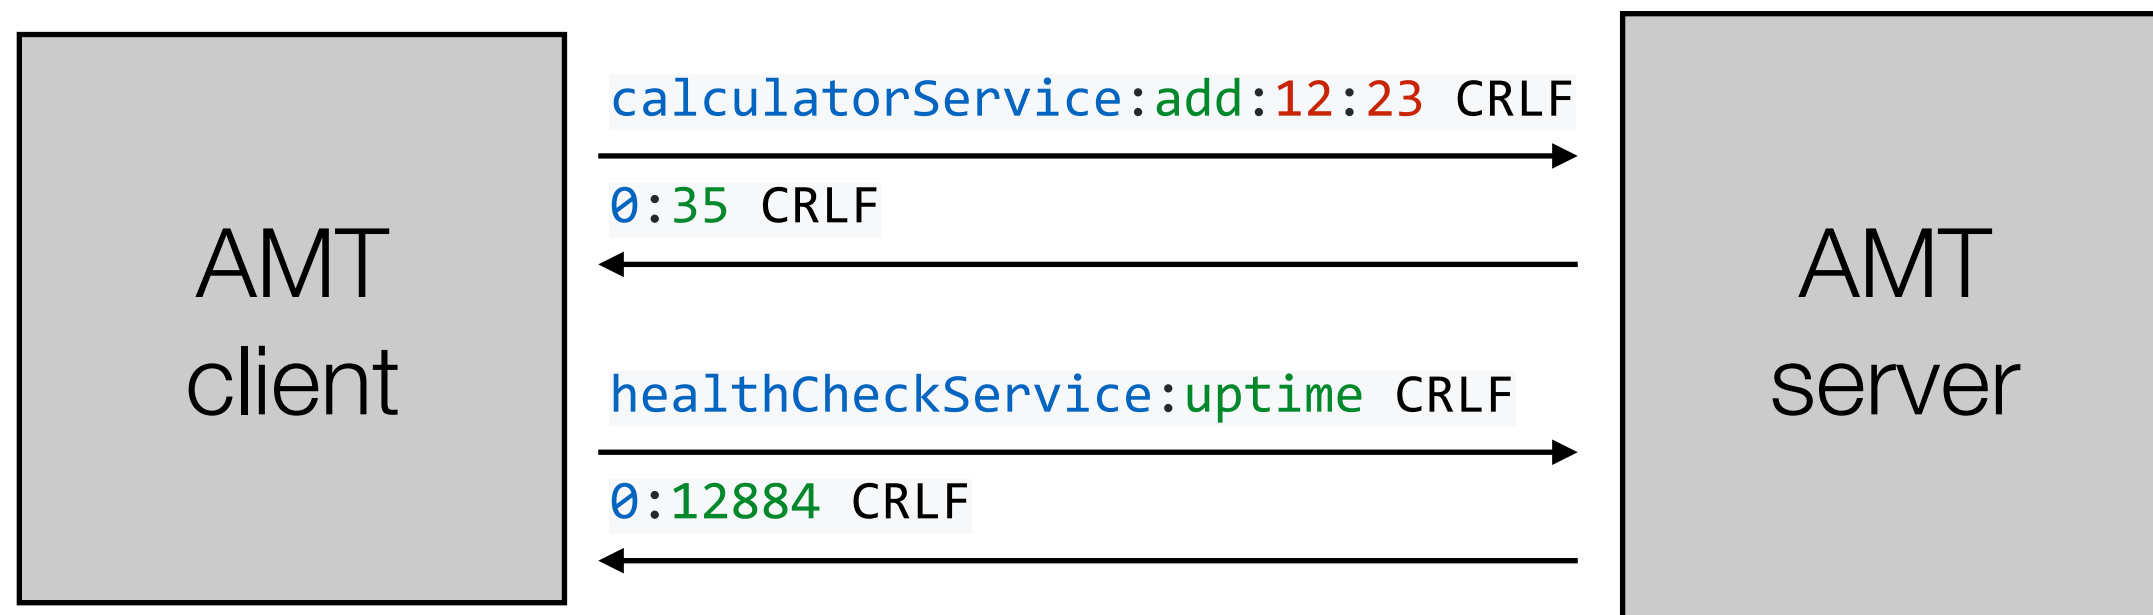 AMT
client
calculatorService:add:12:23 CRLF
0:35 CRLF
healthCheckService:uptime CRLF
0:12884 CRLF
AMT
server